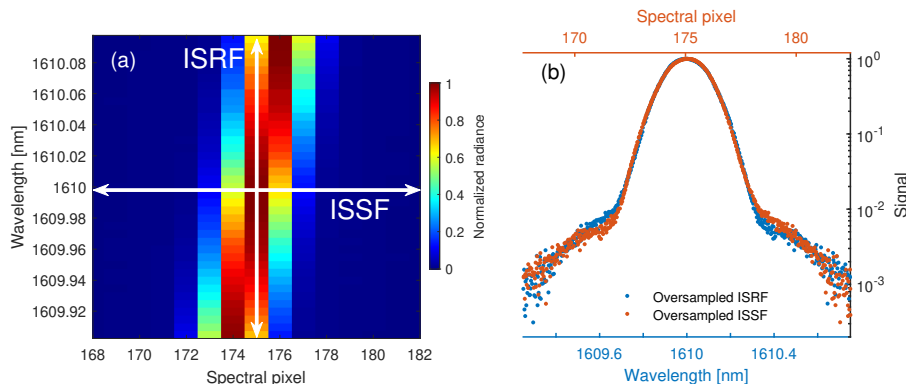 (a)
ISRF
ISSF
Wavelength [nm]
1610.08
1610.06
1610.04
1610.02
1610
1609.98
1609.96
1609.94
1609.92
168 170 172 174 176 178 180 182
Spectral pixel
1
0.8
0.6
0.4
0.2
0
Normalized radiance
Spectral pixel
170 175 180
(b)
10^0
10^-1
10^-2
10^-3
Signal
Oversampled ISRF
Oversampled ISSF
1609.6 1610 1610.4
Wavelength [nm]